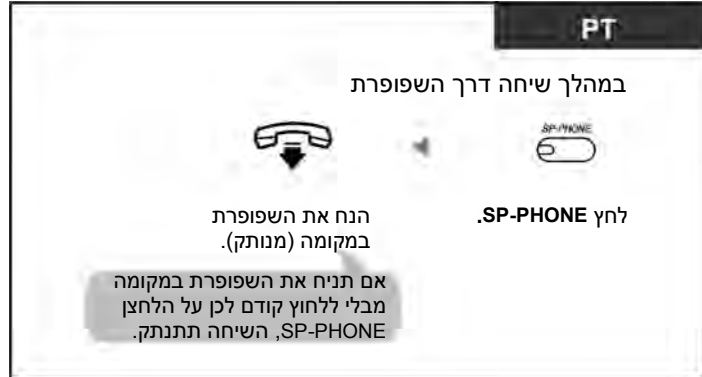 PT
במהלך שיחה דרך השפופרת
SP-PHONE
לחץ SP-PHONE.
הנח את השפופרת
במקומה (מנותק).
אם תניח את השפופרת במקומה
מבלי ללחוץ קודם לכן על הלחצן
SP-PHONE, השיחה תתנתק.